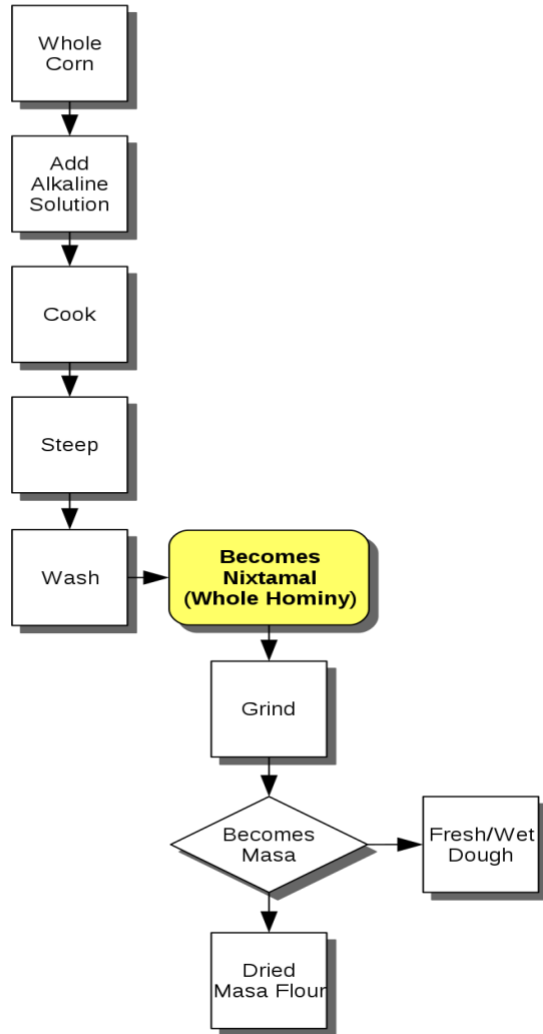 Whole
Corn
Add
Alkaline
Solution
Cook
Steep
Wash
Becomes
Nixtamal
(Whole Hominy)
Grind
Becomes
Masa
Fresh/Wet
Dough
Dried
Masa Flour